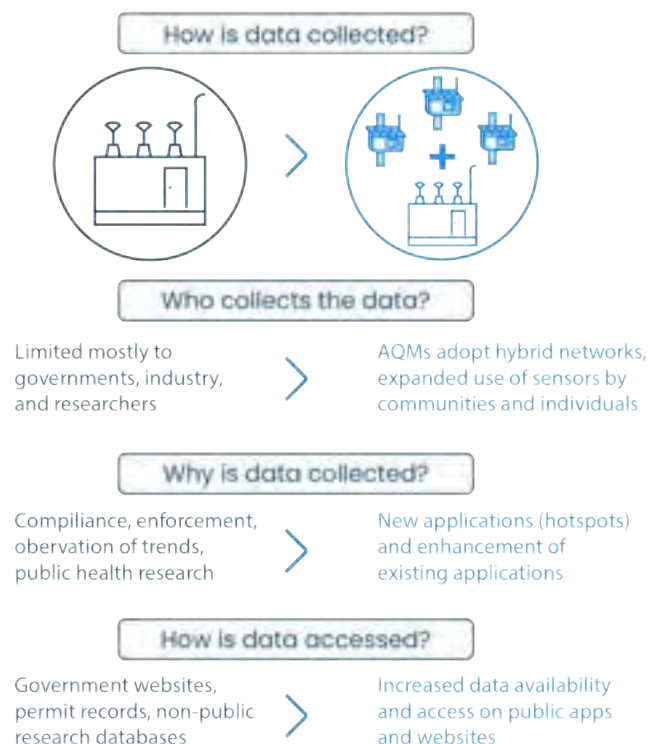 How is data collected?
Who collects the data?
Limited mostly to
governments, industry,
and researchers
AQMs adopt hybrid networks,
expanded use of sensors by
communities and individuals
Why is data collected?
Compiliance, enforcement,
obervation of trends,
public health research
New applications (hotspots)
and enhancement of
existing applications
How is data accessed?
Government websites,
permit records, non-public
research databases
Increased data availability
and access on public apps
and websites